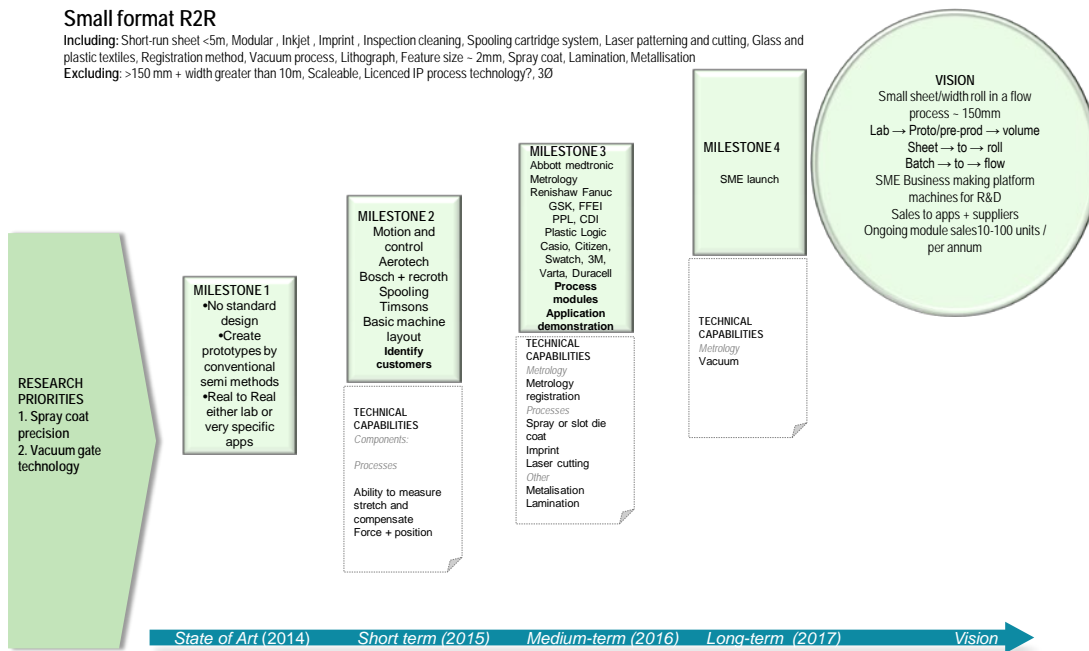 Small format R2R
Including: Short-run sheet <5m, Modular , Inkjet , Imprint , Inspection cleaning, Spooling cartridge system, Laser patterning and cutting, Glass and
plastic textiles, Registration method, Vacuum process, Lithograph, Feature size ~ 2mm, Spray coat, Lamination, Metallisation
Excluding: >150 mm + width greater than 10m, Scaleable, Licenced IP process technology?, 3Ø
RESEARCH
PRIORITIES
1. Spray coat
precision
2. Vacuum gate
technology
MILESTONE 1
•No standard
design
•Create
prototypes by
conventional
semi methods
•Real to Real
either lab or
very specific
apps
MILESTONE 2
Motion and
control
Aerotech
Bosch + recroth
Spooling
Timsons
Basic machine
layout
Identify
customers
TECHNICAL
CAPABILITIES
Components:
Processes
Ability to measure
stretch and
compensate
Force + position
MILESTONE 3
Abbott medtronic
Metrology
Renishaw Fanuc
GSK, FFEI
PPL, CDI
Plastic Logic
Casio, Citizen,
Swatch, 3M,
Varta, Duracell
Process
modules
Application
demonstration
TECHNICAL
CAPABILITIES
Metrology
Metrology
registration
Processes
Spray or slot die
coat
Imprint
Laser cutting
Other
Metalisation
Lamination
MILESTONE 4
SME launch
TECHNICAL
CAPABILITIES
Metrology
Vacuum
VISION
Small sheet/width roll in a flow
process ~ 150mm
Lab → Proto/pre-prod → volume
Sheet → to → roll
Batch → to → flow
SME Business making platform
machines for R&D
Sales to apps + suppliers
Ongoing module sales10-100 units /
per annum
State of Art (2014)
Short term (2015)
Medium-term (2016)
Long-term (2017)
Vision